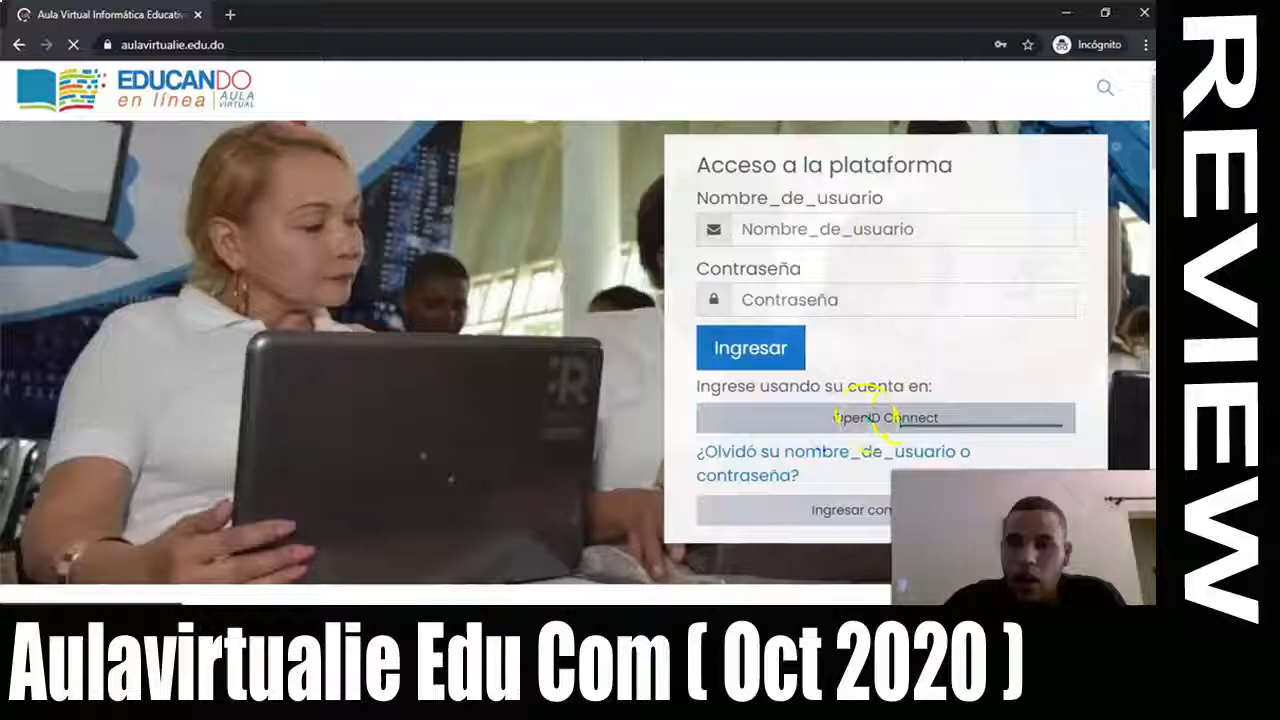 Aula Virtual Informática Educativ
aulavirtualie.edu.do
Incógnito
EDUCANDO
en línea AULA VIRTUAL
Acceso a la plataforma
Nombre_de_usuario
Nombre_de_usuario
Contraseña
Contraseña
Ingresar
Ingrese usando su cuenta en:
OpenID Connect
¿Olvidó su nombre_de_usuario o
contraseña?
Ingresar com
REVIEW
Aulavirtualie Edu Com ( Oct 2020 )